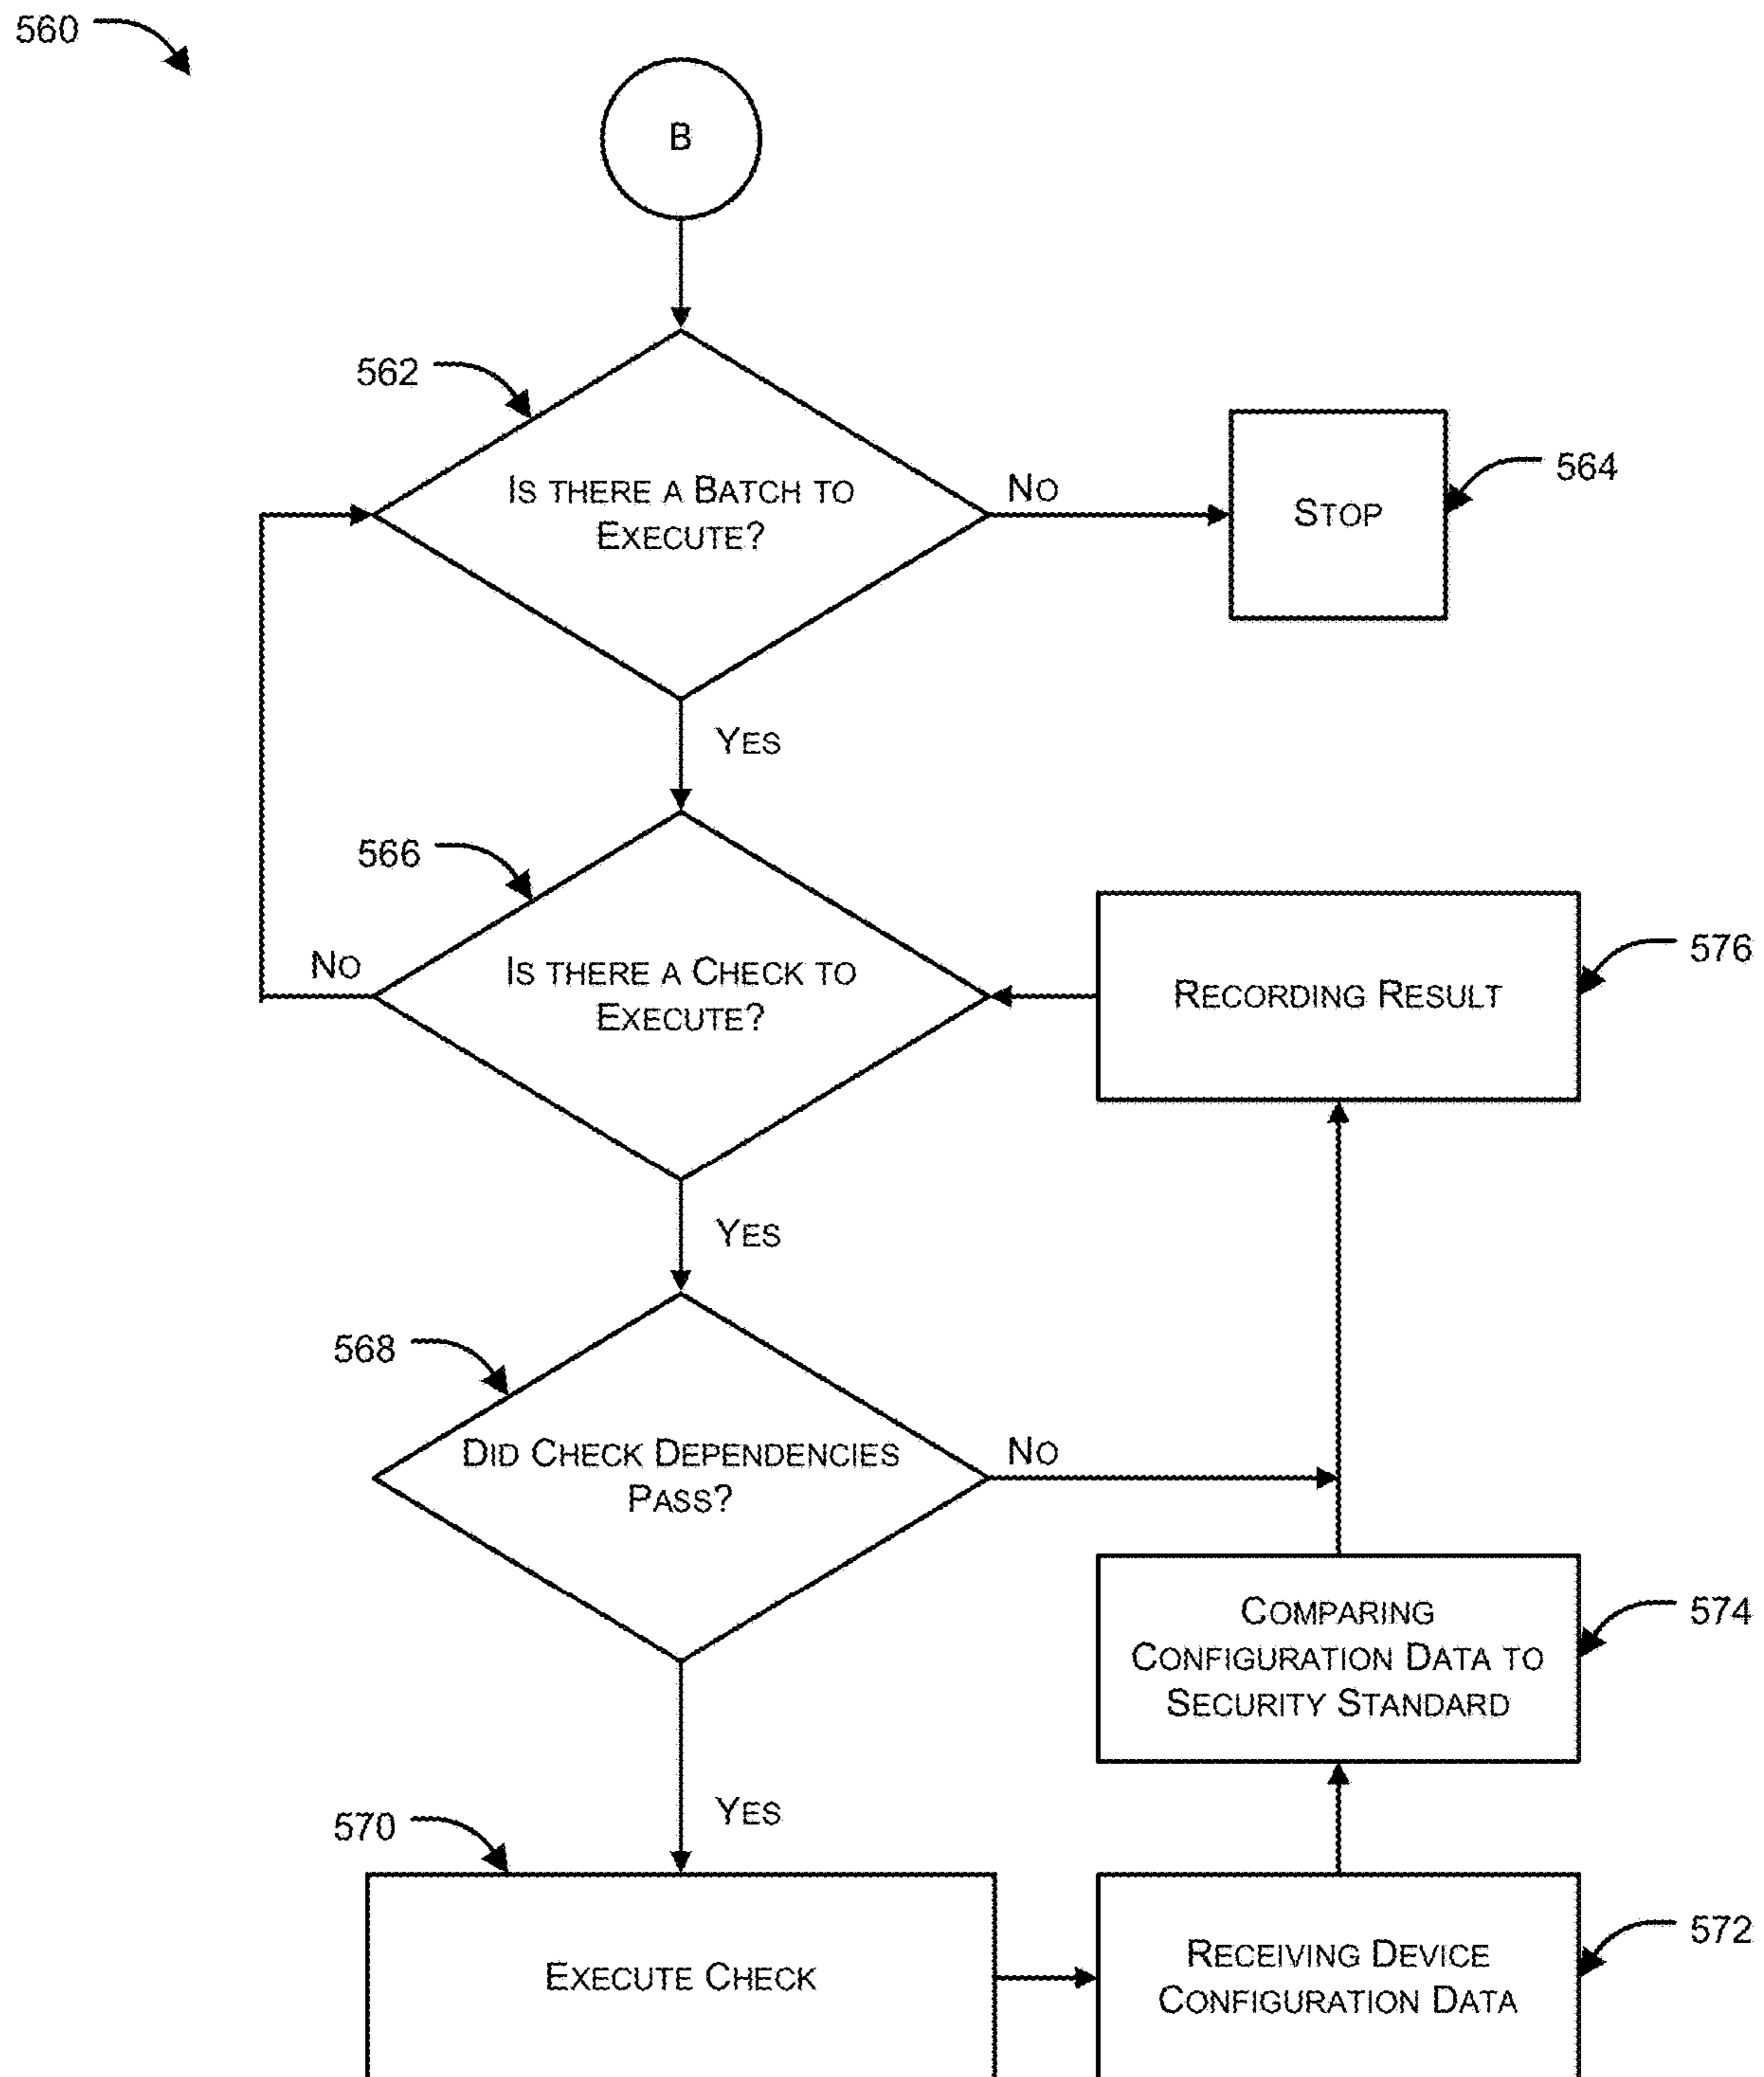 560
B
562
IS THERE A BATCH TO
EXECUTE?
NO
STOP
564
YES
566
IS THERE A CHECK TO
EXECUTE?
NO
RECORDING RESULT
576
YES
568
DID CHECK DEPENDENCIES
PASS?
NO
COMPARING
CONFIGURATION DATA TO
SECURITY STANDARD
574
YES
570
EXECUTE CHECK
RECEIVING DEVICE
CONFIGURATION DATA
572